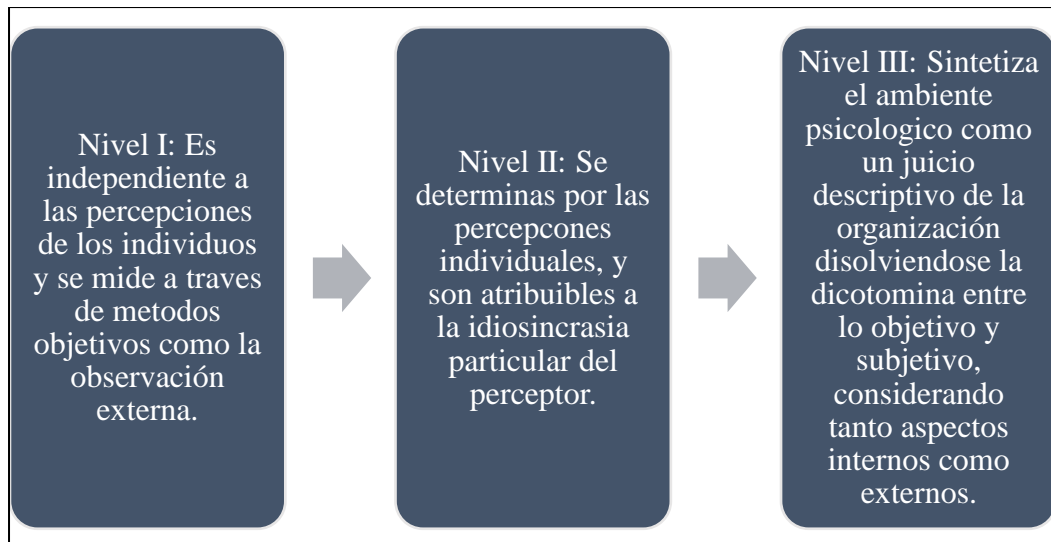 Nivel I: Es
independiente a
las percepciones
de los individuos
y se mide a traves
de metodos
objetivos como la
observación
externa.
Nivel II: Se
determinas por las
percepcones
individuales, y
son atribuibles a
la idiosincrasia
particular del
perceptor.
Nivel III: Sintetiza
el ambiente
psicologico como
un juicio
descriptivo de la
organización
disolviendose la
dicotomina entre
lo objetivo y
subjetivo,
considerando
tanto aspectos
internos como
externos.